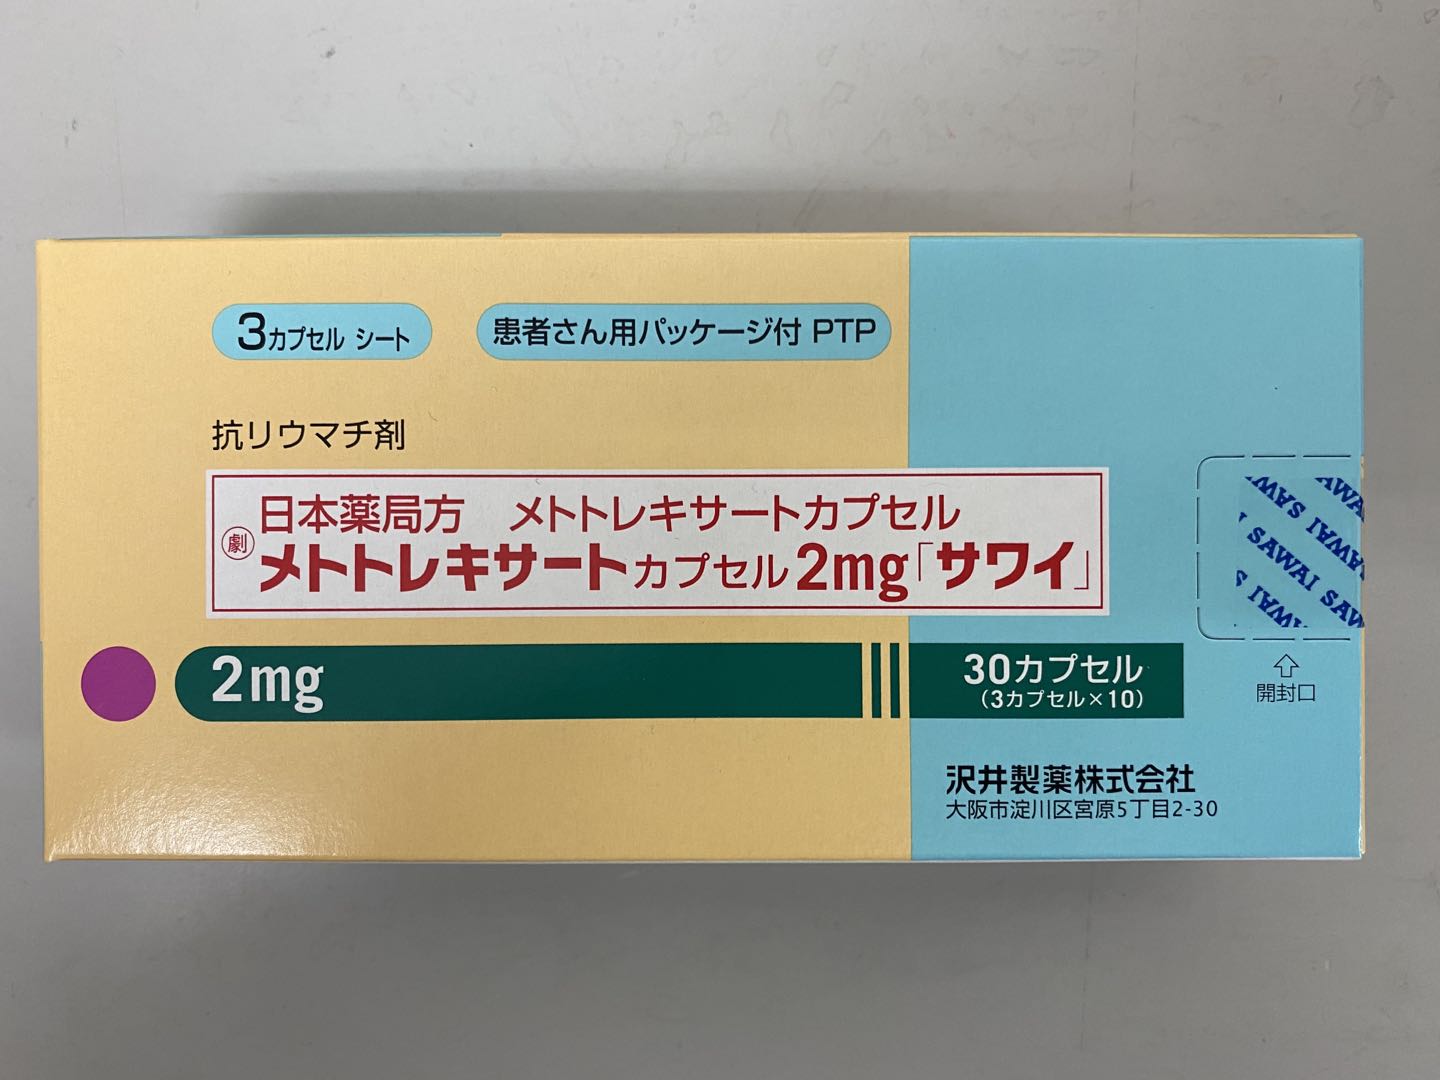 3カプセル シート
患者さん用パッケージ付 PTP
抗リウマチ剤
日本薬局方 メトトレキサートカプセル
劇 メトトレキサートカプセル2mg「サワイ」
2mg
30カプセル
(3カプセル×10)
開封口
沢井製薬株式会社
大阪市淀川区宮原5丁目2-30
SAWAI SAWAI
SAWAI
SAWAI